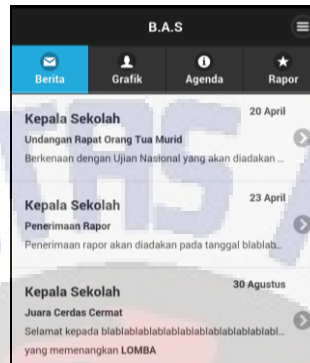 B.A.S
Berita Grafik Agenda Rapor
20 April
Kepala Sekolah
Undangan Rapat Orang Tua Murid
Berkenaan dengan Ujian Nasional yang akan diadakan ...
23 April
Kepala Sekolah
Penerimaan Rapor
Penerimaan rapor akan diadakan pada tanggal blablab...
30 Agustus
Kepala Sekolah
Juara Cerdas Cermat
Selamat kepada blablablablablablablablablablablablabl...
yang memenangkan LOMBA